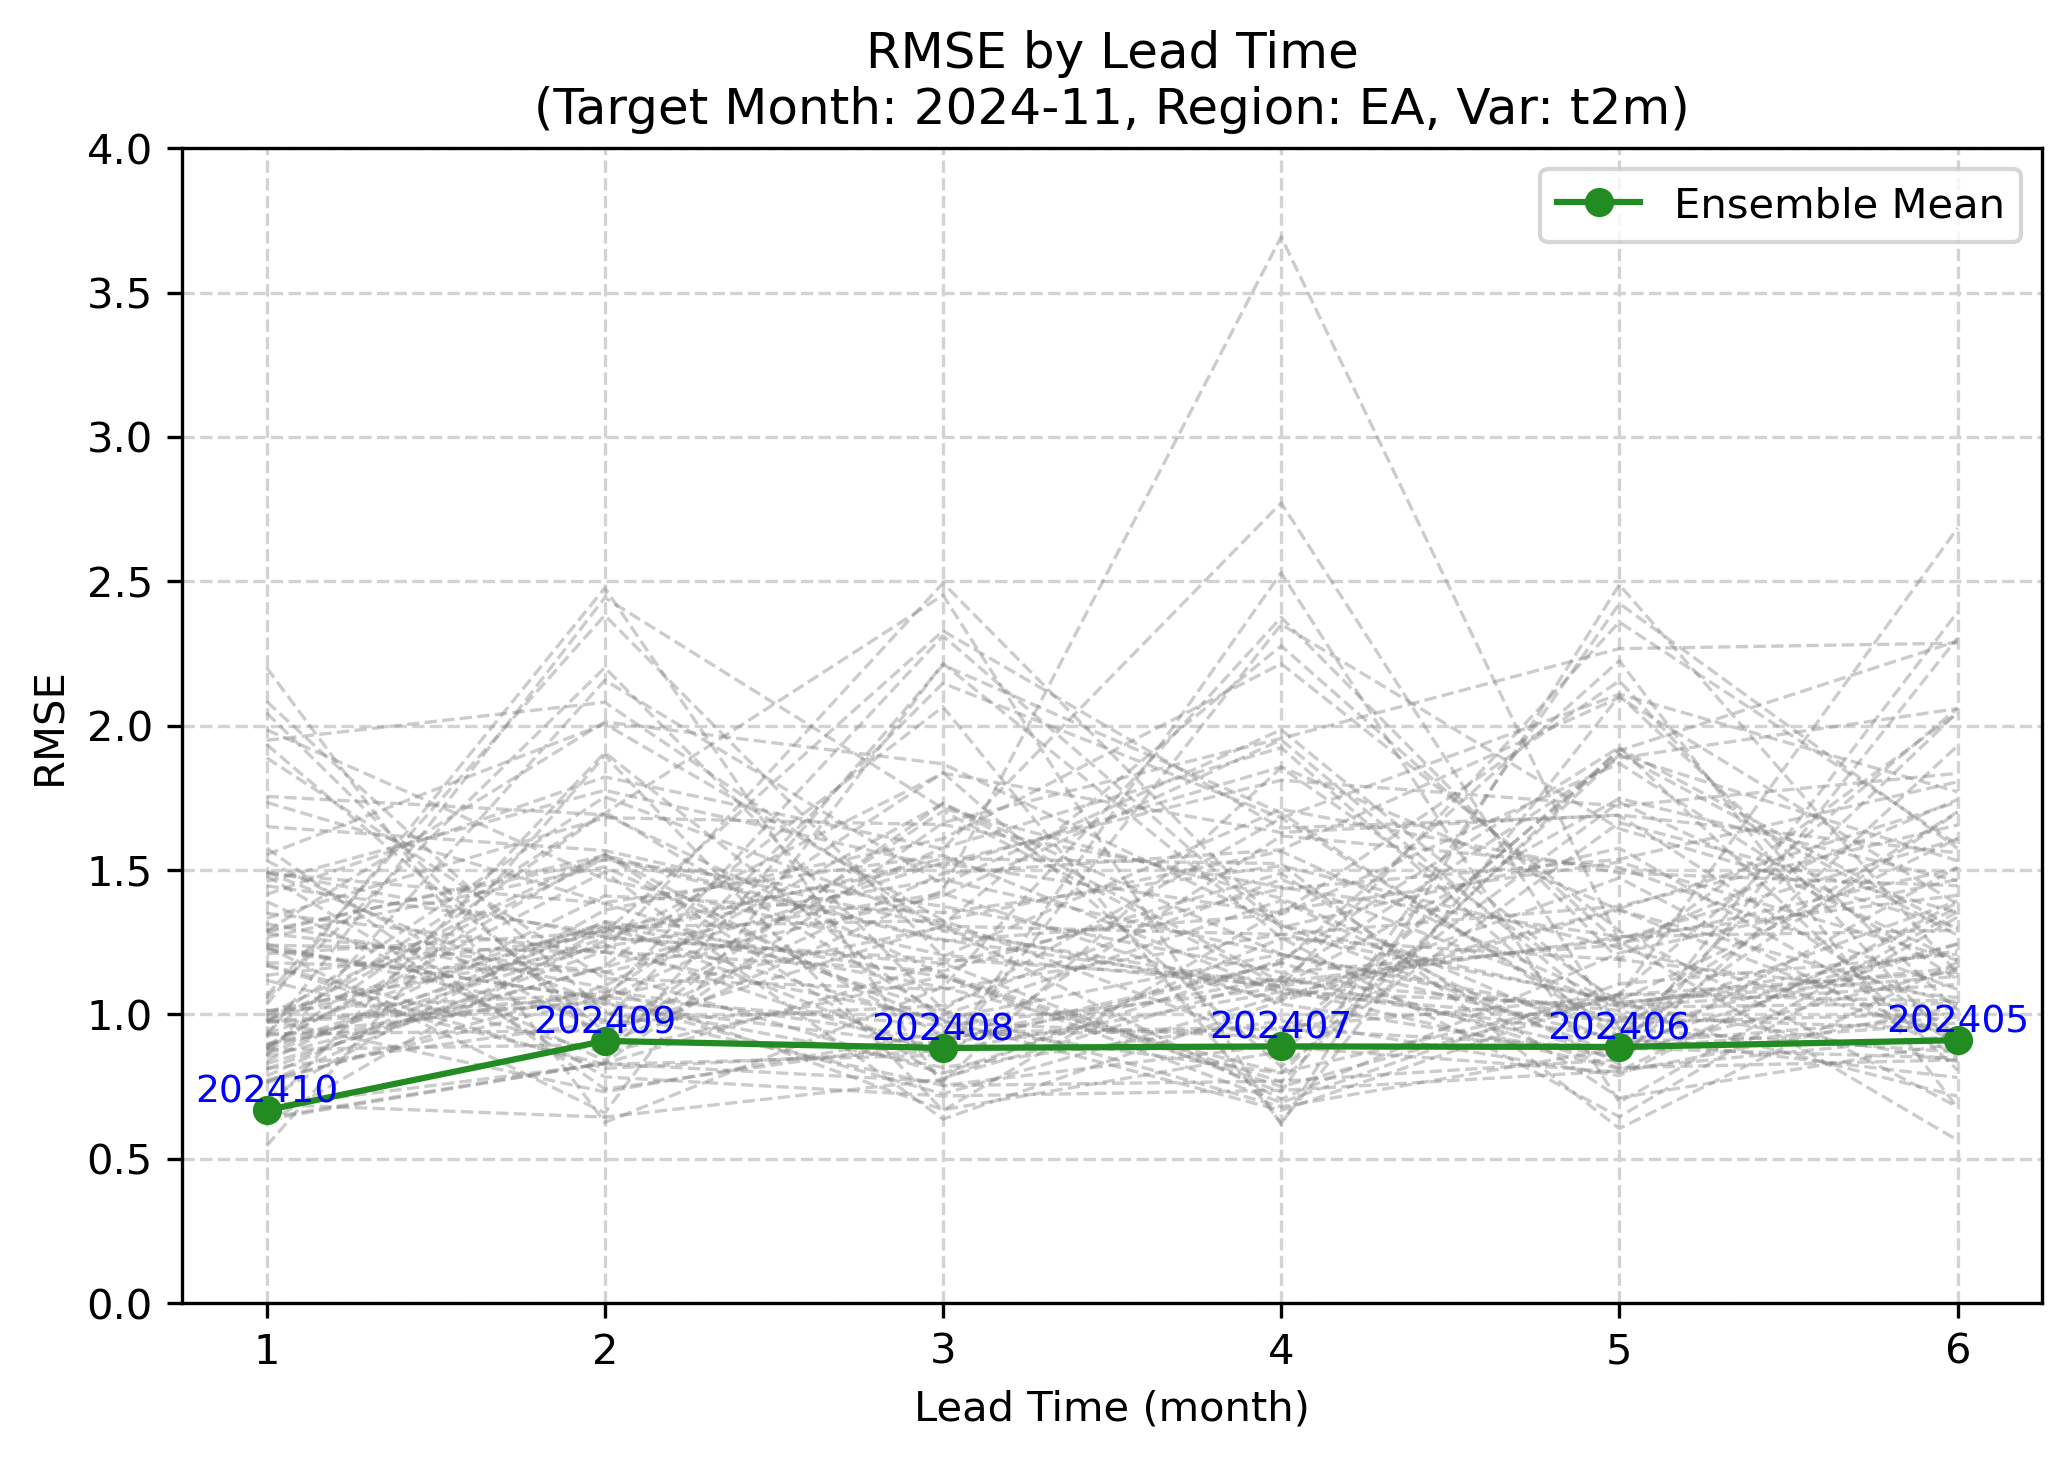 RMSE by Lead Time
(Target Month: 2024-11, Region: EA, Var: t2m)
Ensemble Mean
RMSE
4.0
3.5
3.0
2.5
2.0
1.5
1.0
0.5
0.0
202410
202409
202408
202407
202406
202405
1 2 3 4 5 6
Lead Time (month)